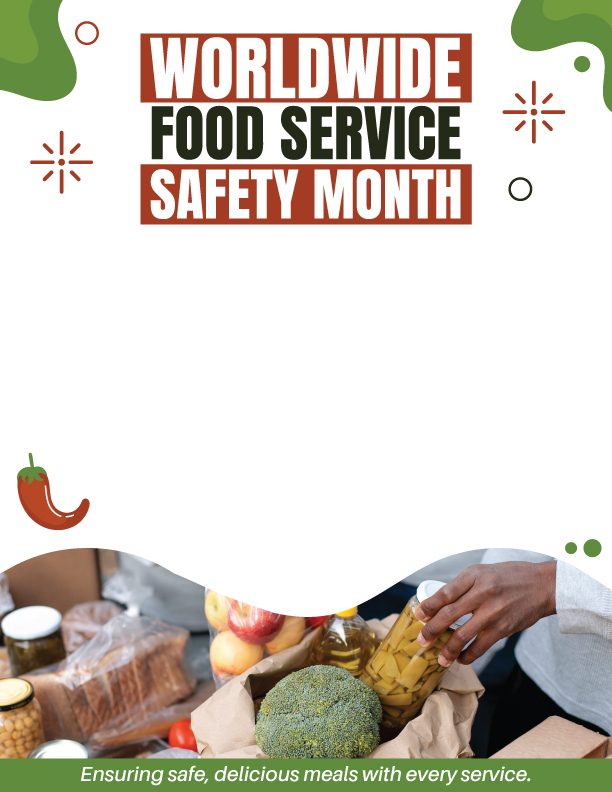 WORLDWIDE
FOOD SERVICE
SAFETY MONTH
Ensuring safe, delicious meals with every service.